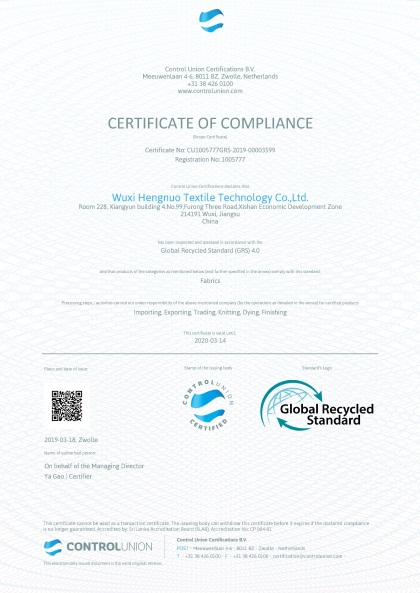 Control Union Certifications B.V.
Meeuwenlaan 4-6, 8011 BZ, Zwolle, Netherlands
+31 38 426 0100
www.controlunion.com
CERTIFICATE OF COMPLIANCE
(Scope Certificate)
Certificate No: CU1005777GRS-2019-00003599
Registration No: 1005777
Control Union Certifications declares that
Wuxi Hengnuo Textile Technology Co.,Ltd.
Room 228, Xiangyun building 4,No.99,Furong Three Road,Xishan Economic Development Zone
214191 Wuxi, Jiangsu
China
has been inspected and assessed in accordance with the
Global Recycled Standard (GRS) 4.0
and that products of the categories as mentioned below (and further specified in the annex) comply with this standard:
Fabrics
Processing steps / activities carried out under responsibility of the above mentioned company (by the operations as detailed in the annex) for certified products
Importing, Exporting, Trading, Knitting, Dying, Finishing
This certificate is valid until:
2020-03-14
Place and date of issue
Stamp of the issuing body
Standard's Logo
CONTROLUNION
CERTIFIED
Global Recycled
Standard
2019-03-18, Zwolle
Name of authorised person
On behalf of the Managing Director
Ya Gao | Certifier
This certificate cannot be used as a transaction certificate. The issuing body can withdraw this certificate before it expires if the declared compliance
is no longer guaranteed. Accredited by: Sri Lanka Accreditation Board (SLAB), Accreditation No: CP 004-01
CONTROLUNION
Control Union Certifications B.V.
POST • Meeuwenlaan 4-6 • 8011 BZ • Zwolle • Netherlands
T • +31 38 426 0100 • F • • certification@controlunion.com •
This electronically issued document is the valid original version.